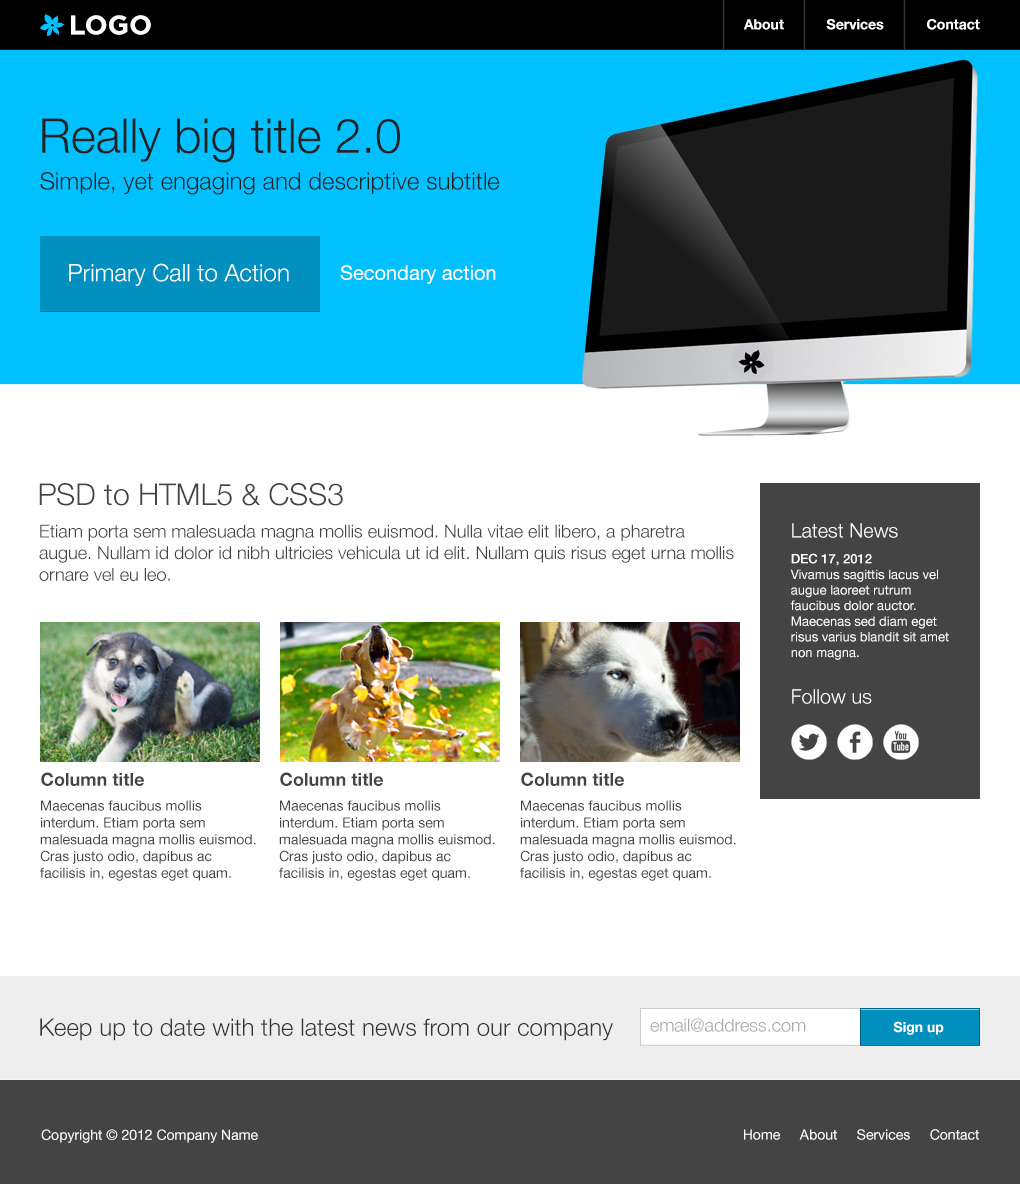 LOGO
About
Services
Contact
Really big title 2.0
Simple, yet engaging and descriptive subtitle
Primary Call to Action
Secondary action
PSD to HTML5 & CSS3
Etiam porta sem malesuada magna mollis euismod. Nulla vitae elit libero, a pharetra
augue. Nullam id dolor id nibh ultricies vehicula ut id elit. Nullam quis risus eget urna mollis
ornare vel eu leo.
Column title
Maecenas faucibus mollis
interdum. Etiam porta sem
malesuada magna mollis euismod.
Cras justo odio, dapibus ac
facilisis in, egestas eget quam.
Column title
Maecenas faucibus mollis
interdum. Etiam porta sem
malesuada magna mollis euismod.
Cras justo odio, dapibus ac
facilisis in, egestas eget quam.
Column title
Maecenas faucibus mollis
interdum. Etiam porta sem
malesuada magna mollis euismod.
Cras justo odio, dapibus ac
facilisis in, egestas eget quam.
Latest News
DEC 17, 2012
Vivamus sagittis lacus vel
augue laoreet rutrum
faucibus dolor auctor.
Maecenas sed diam eget
risus varius blandit sit amet
non magna.
Follow us
You
Tube
Keep up to date with the latest news from our company
email@address.com
Sign up
Copyright © 2012 Company Name
Home
About
Services
Contact